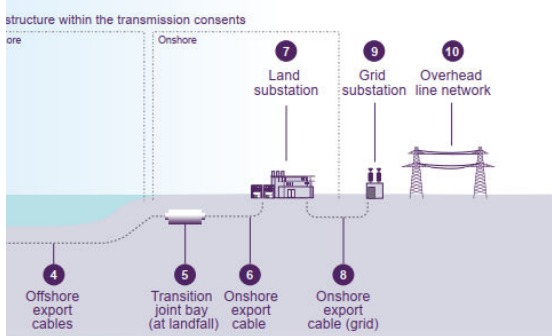 structure within the transmission consents
ore
Onshore
7
Land
substation
9
Grid
substation
10
Overhead
line network
4
Offshore
export
cables
5
Transition
joint bay
(at landfall)
6
Onshore
export
cable
8
Onshore
export
cable (grid)